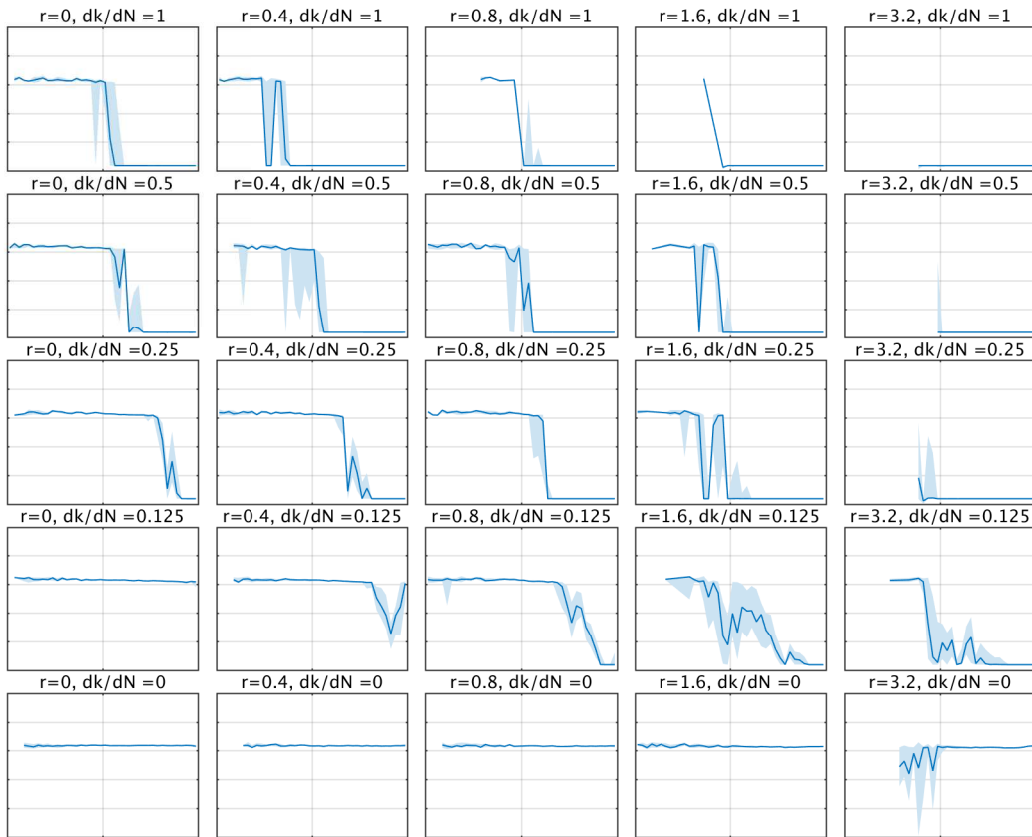 r=0, dk/dN =1
r=0.4, dk/dN =1
r=0.8, dk/dN =1
r=1.6, dk/dN =1
r=3.2, dk/dN =1
r=0, dk/dN =0.5
r=0.4, dk/dN =0.5
r=0.8, dk/dN =0.5
r=1.6, dk/dN =0.5
r=3.2, dk/dN =0.5
r=0, dk/dN =0.25
r=0.4, dk/dN =0.25
r=0.8, dk/dN =0.25
r=1.6, dk/dN =0.25
r=3.2, dk/dN =0.25
r=0, dk/dN =0.125
r=0.4, dk/dN =0.125
r=0.8, dk/dN =0.125
r=1.6, dk/dN =0.125
r=3.2, dk/dN =0.125
r=0, dk/dN =0
r=0.4, dk/dN =0
r=0.8, dk/dN =0
r=1.6, dk/dN =0
r=3.2, dk/dN =0